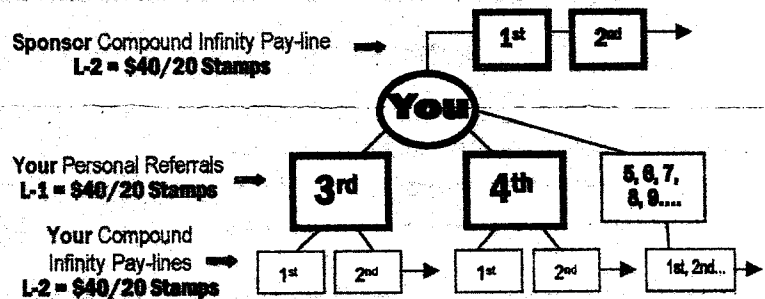 Sponsor Compound Infinity Pay-line
L-2 = $40/20 Stamps
1st
2nd
You
Your Personal Referrals
L-1 = $40/20 Stamps
3rd
4th
5, 6, 7,
8, 9....
Your Compound
Infinity Pay-lines
L-2 = $40/20 Stamps
1st
2nd
1st
2nd
1st, 2nd...